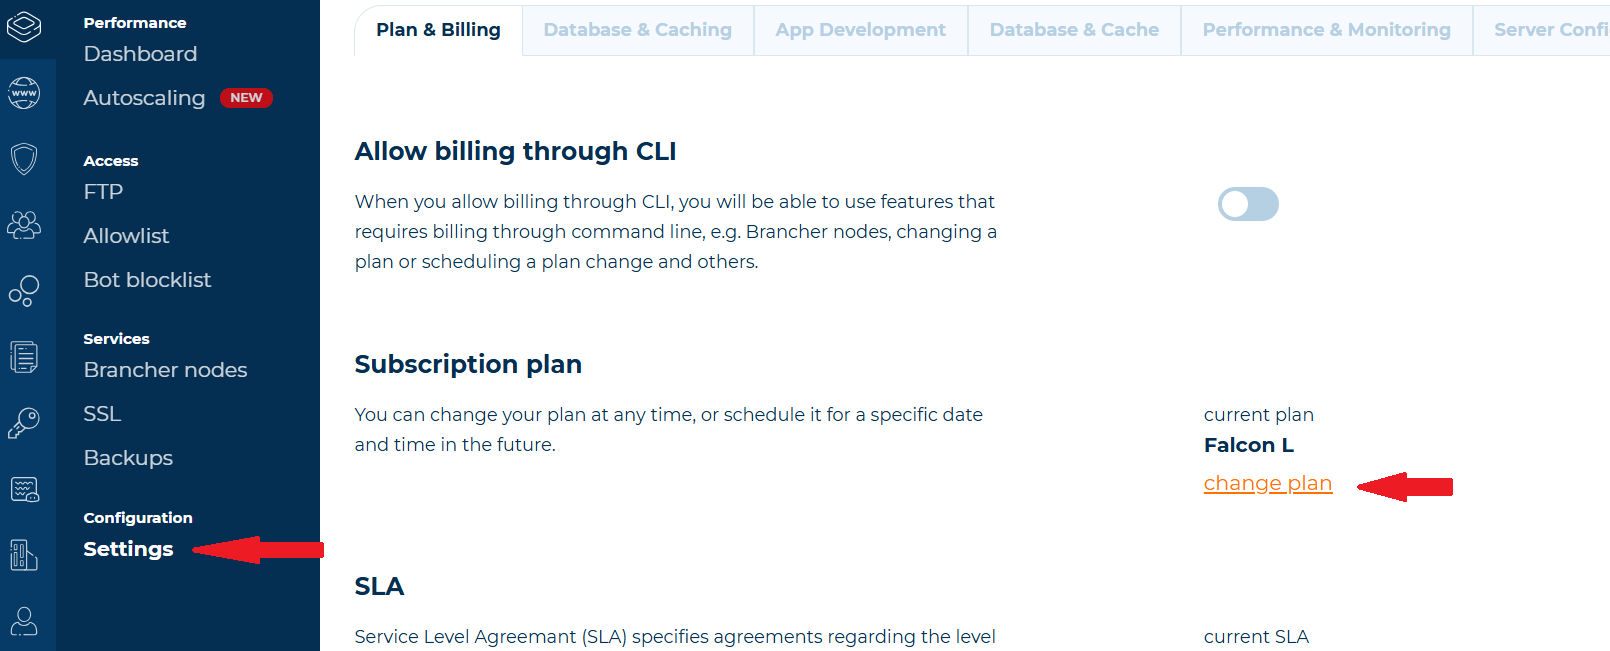 WWW
Performance
Dashboard
Autoscaling NEW
Access
FTP
Allowlist
Bot blocklist
Services
Brancher nodes
SSL
Backups
Configuration
Settings
Plan & Billing Database & Caching App Development Database & Cache Performance & Monitoring Server Confi
Allow billing through CLI
When you allow billing through CLI, you will be able to use features that
requires billing through command line, e.g. Brancher nodes, changing a
plan or scheduling a plan change and others.
Subscription plan
You can change your plan at any time, or schedule it for a specific date
and time in the future.
current plan
Falcon L
change plan
SLA
Service Level Agreemant (SLA) specifies agreements regarding the level
current SLA